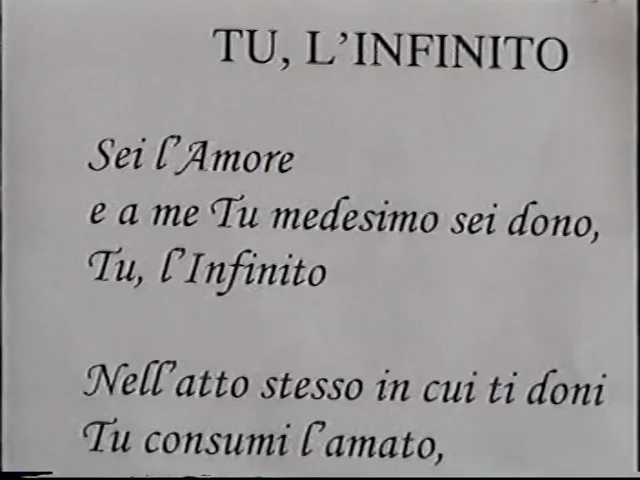 TU, L'INFINITO
Sei l'Amore
e a me Tu medesimo sei dono,
Tu, l'Infinito
Nell'atto stesso in cui ti doni
Tu consumi l'amato,